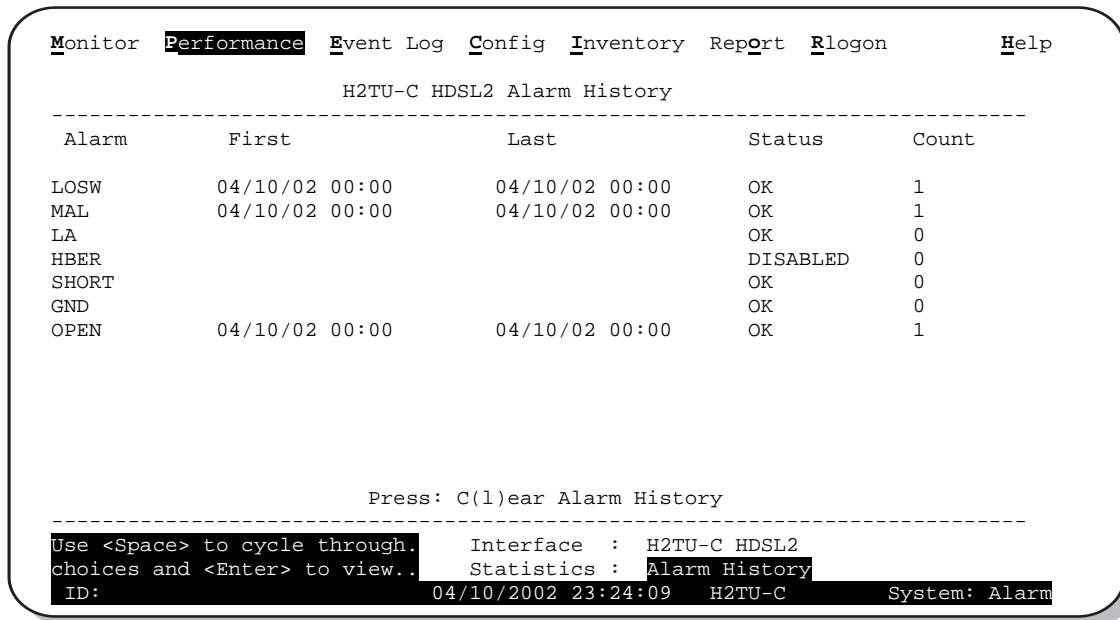 Monitor Performance Event Log Config Inventory Report Rlogon Help
H2TU-C HDSL2 Alarm History
-----------------------------------------------------------------------------
Alarm First Last Status Count
LOSW 04/10/02 00:00 04/10/02 00:00 OK 1
MAL 04/10/02 00:00 04/10/02 00:00 OK 1
LA OK 0
HBER DISABLED 0
SHORT OK 0
GND OK 0
OPEN 04/10/02 00:00 04/10/02 00:00 OK 1
Press: C(l)ear Alarm History
-----------------------------------------------------------------------------
Use <Space> to cycle through. Interface : H2TU-C HDSL2
choices and <Enter> to view.. Statistics : Alarm History
ID: 04/10/2002 23:24:09 H2TU-C System: Alarm